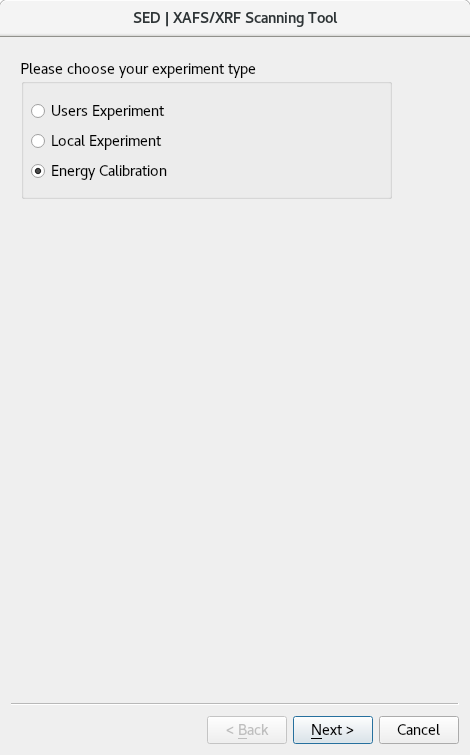 SED | XAFS/XRF Scanning Tool
Please choose your experiment type
Users Experiment
Local Experiment
Energy Calibration
< Back
Next >
Cancel